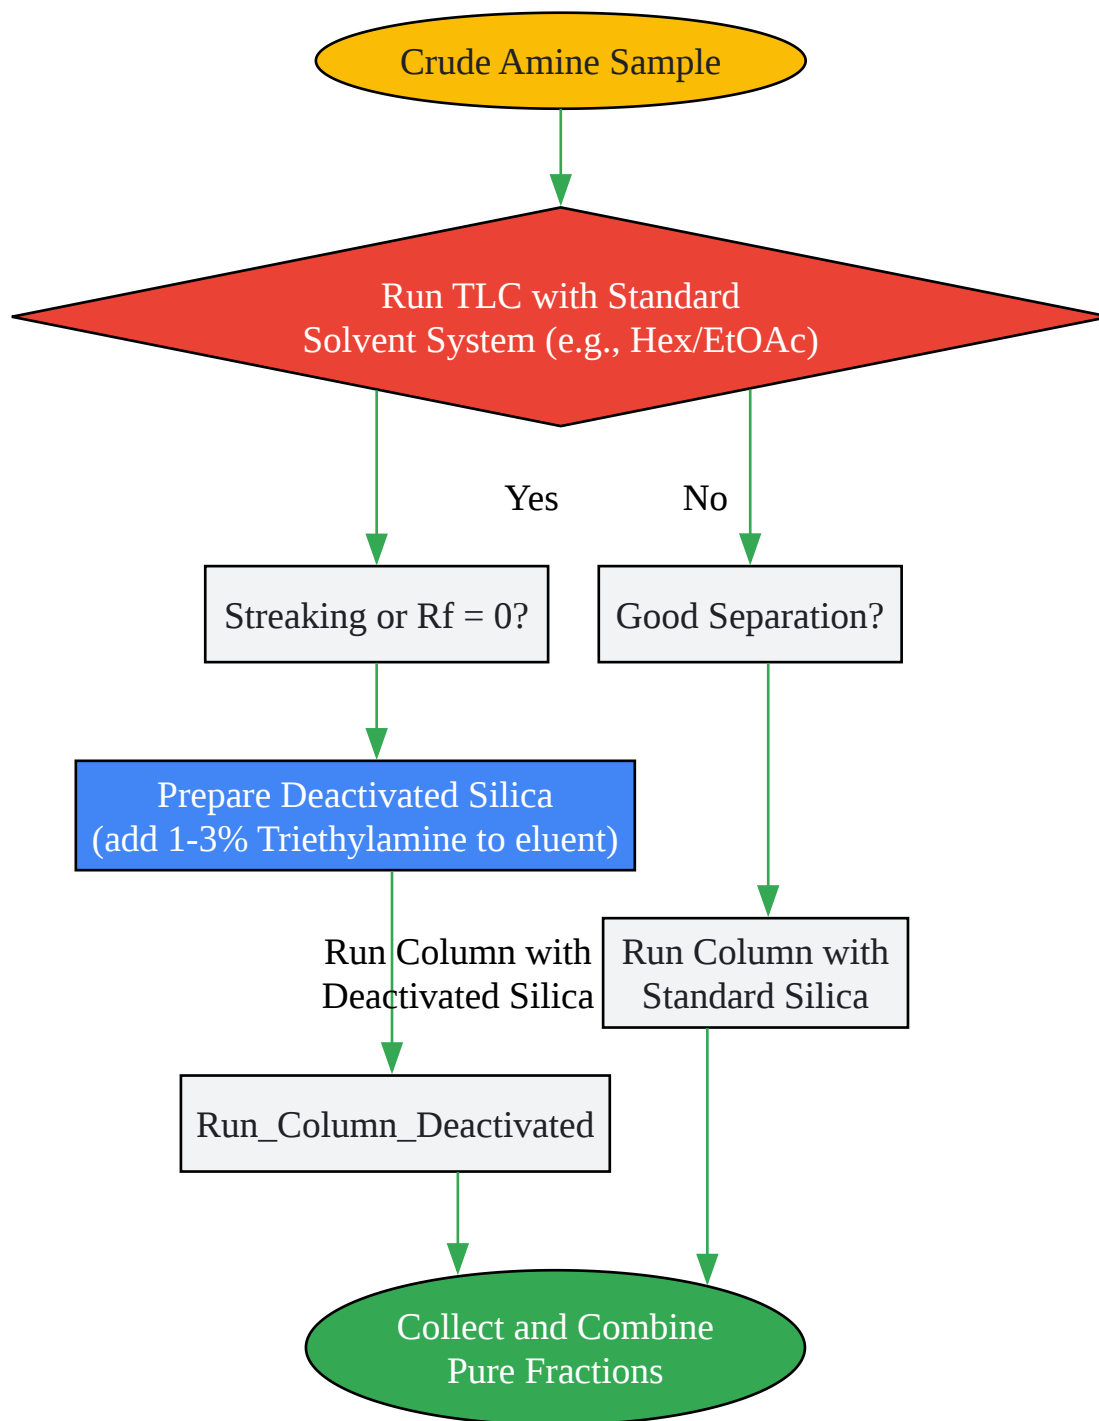 Crude Amine Sample
Run TLC with Standard
Solvent System (e.g., Hex/EtOAc)
Yes
No
Streaking or Rf = 0?
Good Separation?
Prepare Deactivated Silica
(add 1-3% Triethylamine to eluent)
Run Column with
Deactivated Silica
Run Column with
Standard Silica
Run_Column_Deactivated
Collect and Combine
Pure Fractions